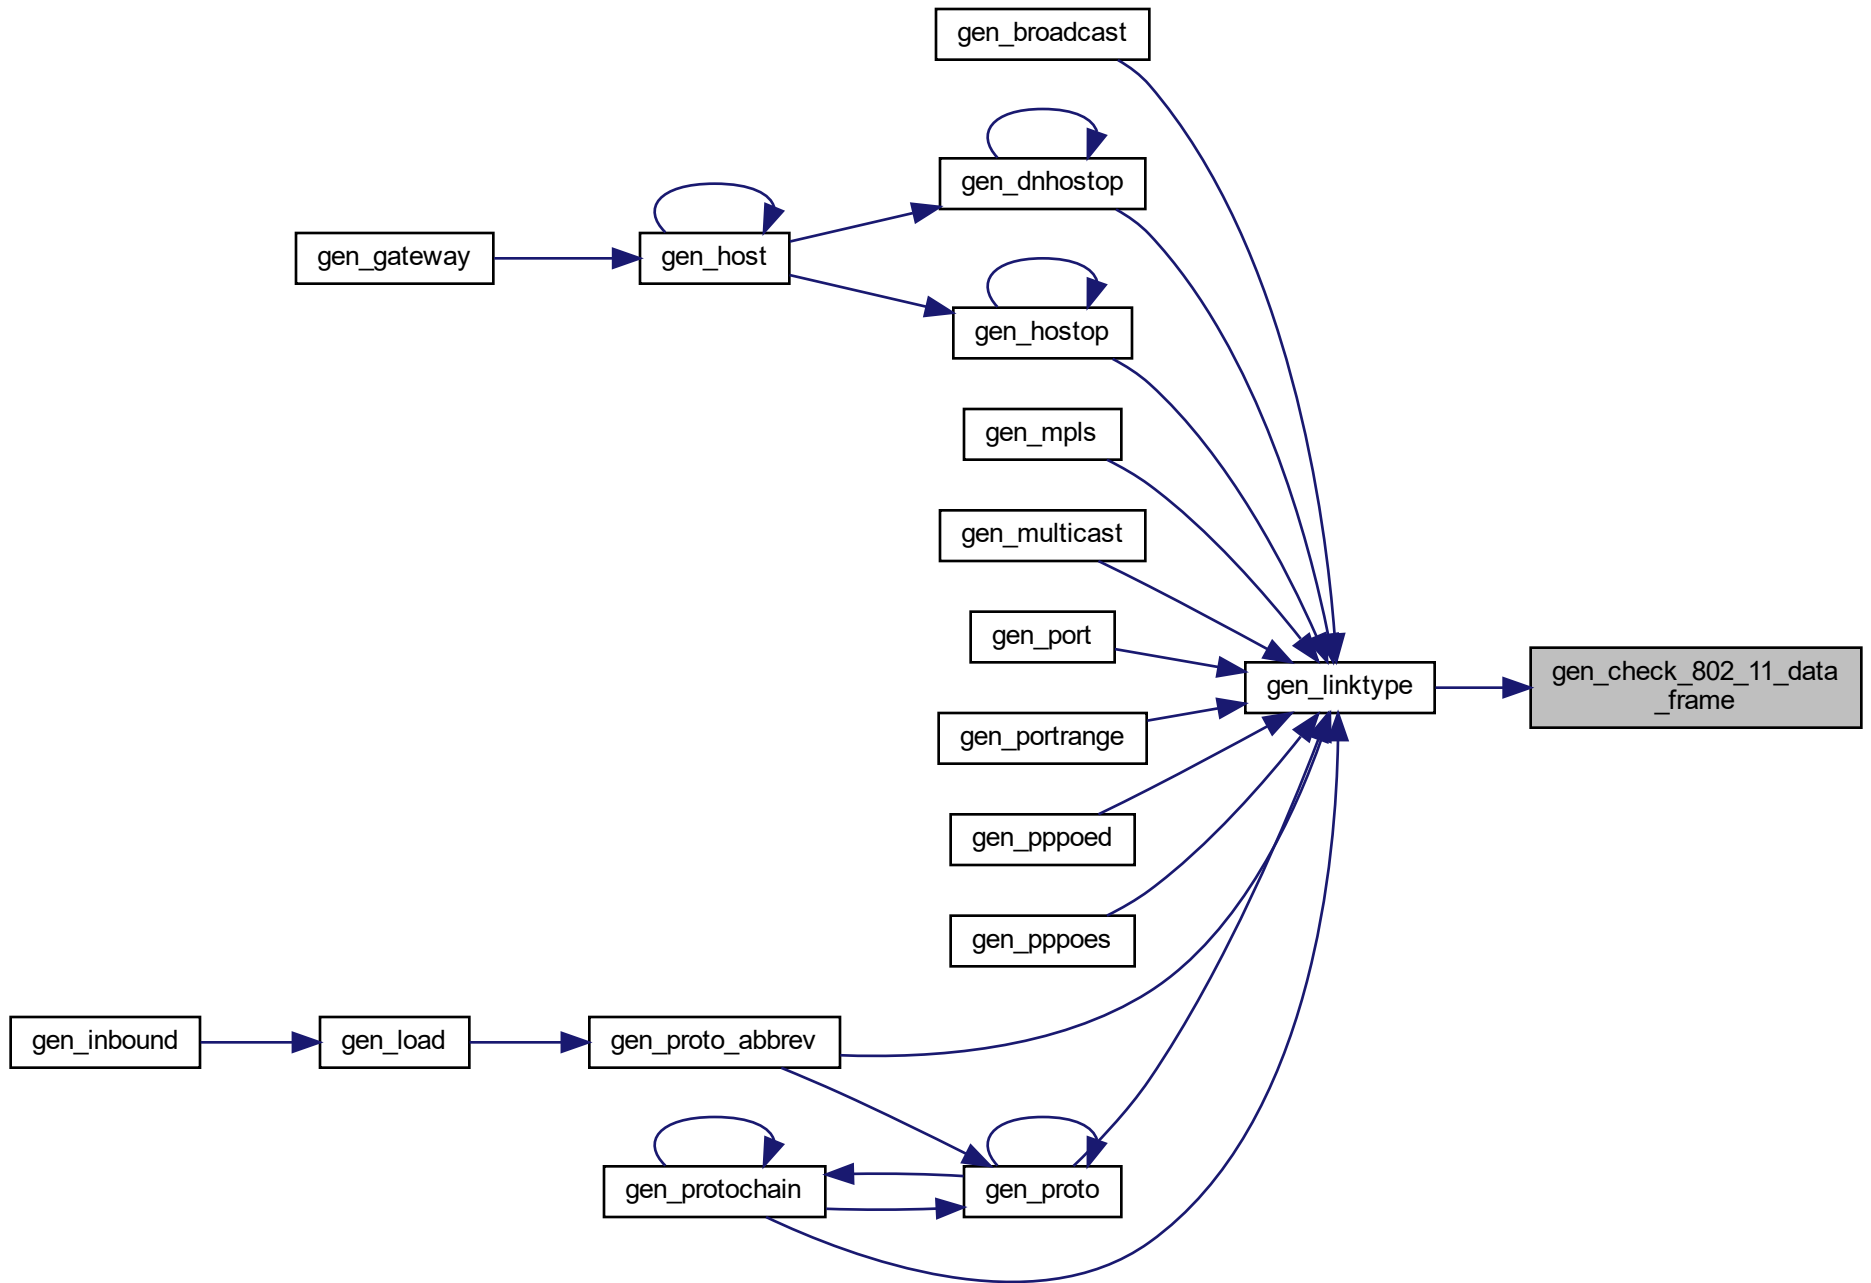 gen_broadcast
gen_dnhostop
gen_host
gen_gateway
gen_hostop
gen_mpls
gen_multicast
gen_port
gen_linktype
gen_check_802_11_data
_frame
gen_portrange
gen_pppoed
gen_pppoes
gen_inbound
gen_load
gen_proto_abbrev
gen_protochain
gen_proto